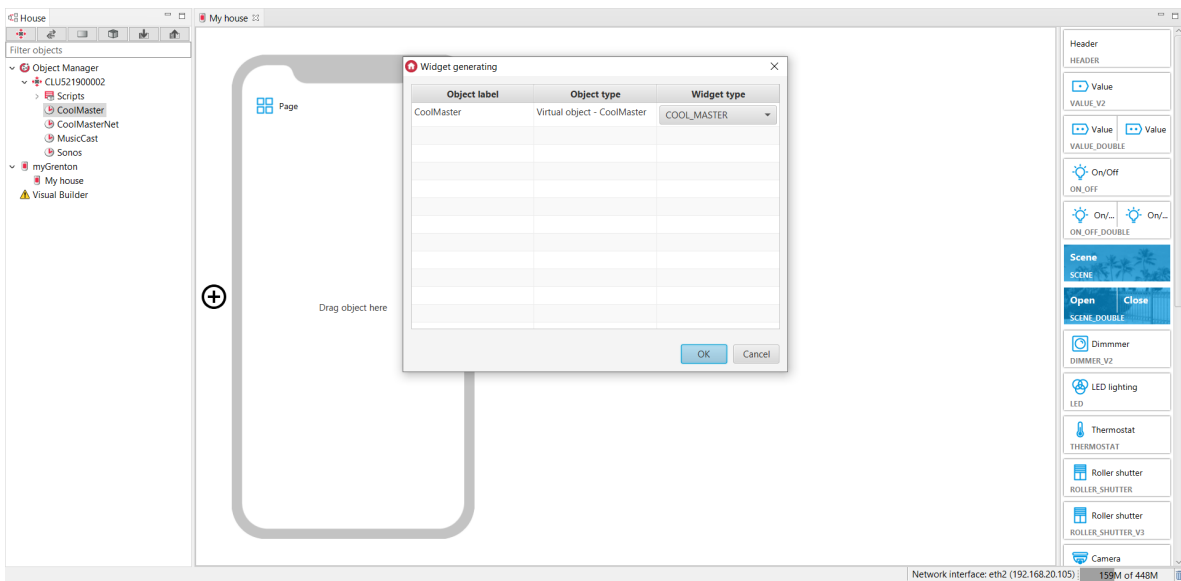 House
My house
Filter objects
Object Manager
CLU521900002
Scripts
CoolMaster
CoolMasterNet
MusicCast
Sonos
myGrenton
My house
Visual Builder
Page
Drag object here
Widget generating
Object label Object type Widget type
CoolMaster Virtual object - CoolMaster COOL_MASTER
OK Cancel
Header
HEADER
Value
VALUE_V2
Value Value
VALUE_DOUBLE
On/Off
ON_OFF
On/... On/...
ON_OFF_DOUBLE
Scene
SCENE
Open Close
SCENE_DOUBLE
Dimmmer
DIMMER_V2
LED lighting
LED
Thermostat
THERMOSTAT
Roller shutter
ROLLER_SHUTTER
Roller shutter
ROLLER_SHUTTER_V3
Camera
Network interface: eth2 (192.168.20.105) 159M of 448M